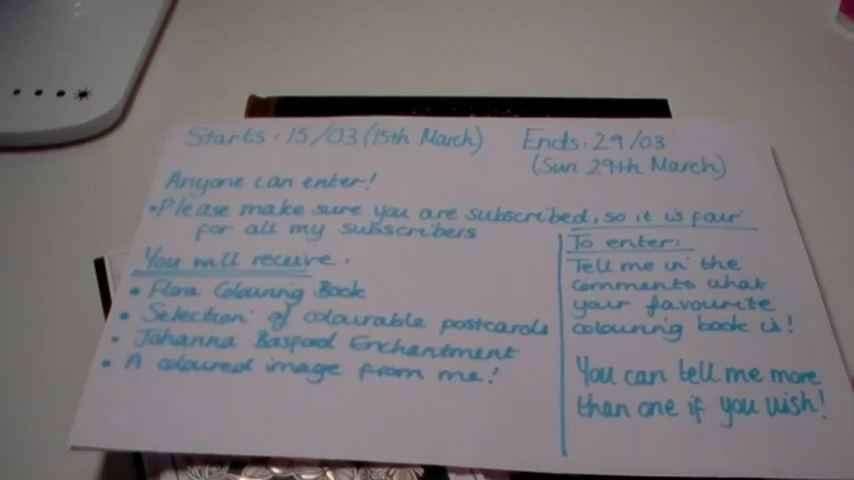 Starts: 15/03 (15th March)
Ends: 29/03
(Sun 29th March)
Anyone can enter!
•Please make sure you are subscribed, so it is fair
for all my subscribers
You will receive:
• Flora Colouring Book
• Selection of colourable postcards
• Johanna Basford Enchantment
• A coloured image from me!
To enter:
Tell me in the
comments what
your favourite
colouring book is!
You can tell me more
than one if you wish!